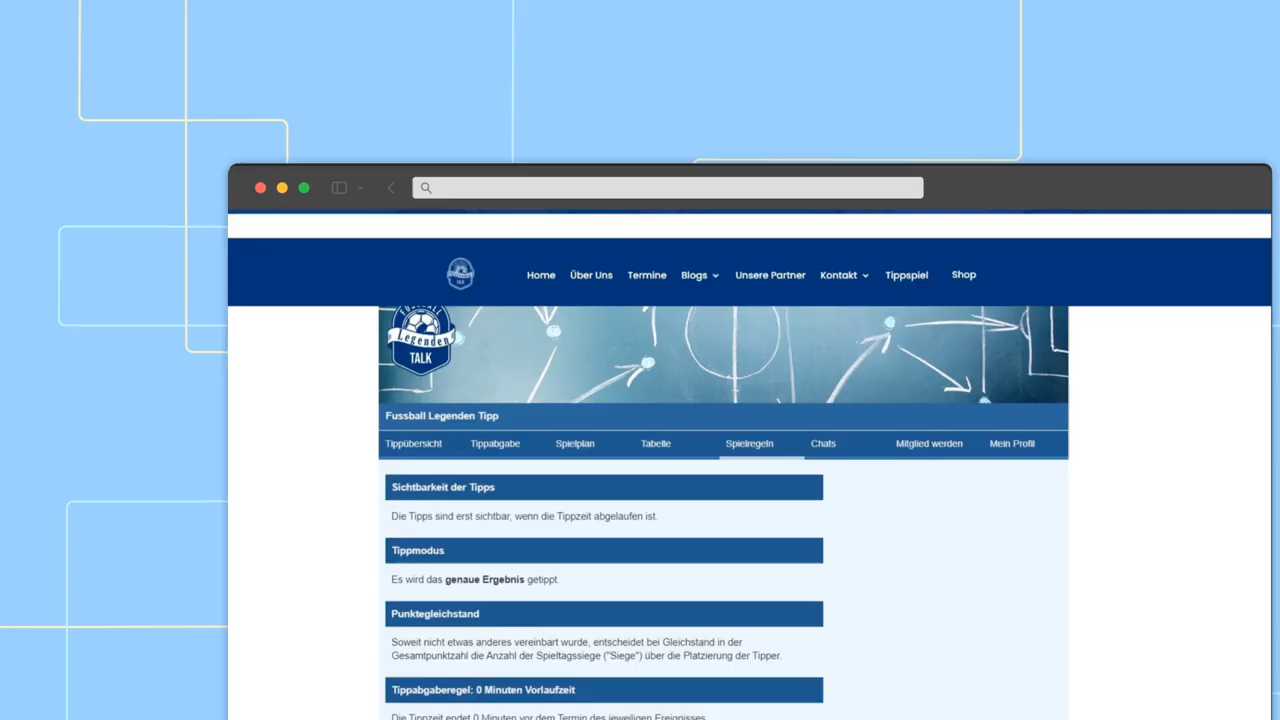 Home Über Uns Termine Blogs Unsere Partner Kontakt Tippspiel Shop
FUSSBALL
Legenden
TALK
Fussball Legenden Tipp
Tippübersicht Tippabgabe Spielplan Tabelle Spielregeln Chats Mitglied werden Mein Profil
Sichtbarkeit der Tipps
Die Tipps sind erst sichtbar, wenn die Tippzeit abgelaufen ist.
Tippmodus
Es wird das genaue Ergebnis getippt.
Punktegleichstand
Soweit nicht etwas anderes vereinbart wurde, entscheidet bei Gleichstand in der
Gesamtpunktzahl die Anzahl der Spieltagssiege ("Siege") über die Platzierung der Tipper.
Tippabgaberegel: 0 Minuten Vorlaufzeit
Die Tippzeit endet 0 Minuten vor dem Termin des jeweiligen Ereignisses.